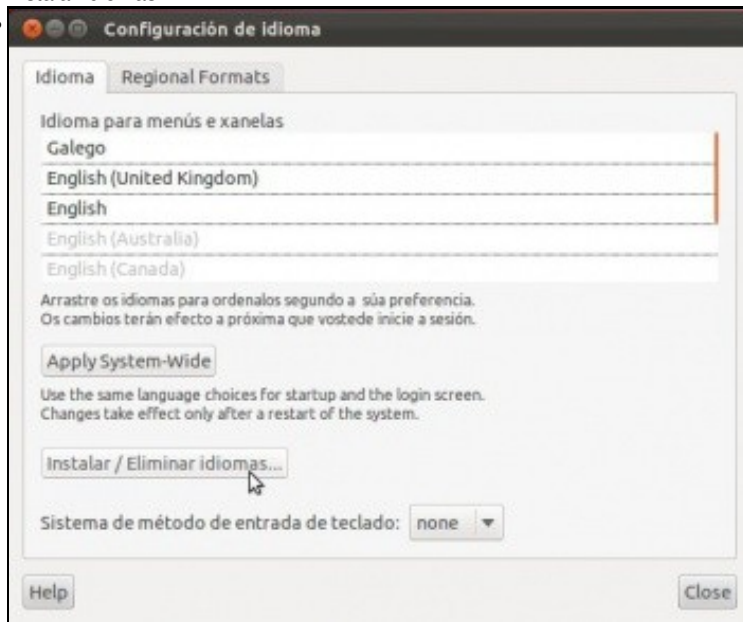 Configuración de idioma
Idioma Regional Formats
Idioma para menús e xanelas
Galego
English (United Kingdom)
English
English (Australia)
English (Canada)
Arrastre os idiomas para ordenalos segundo a súa preferencia.
Os cambios terán efecto a próxima que vostede inicie a sesión.
Apply System-Wide
Use the same language choices for startup and the login screen.
Changes take effect only after a restart of the system.
Instalar / Eliminar idiomas...
Sistema de método de entrada de teclado: none
Help Close